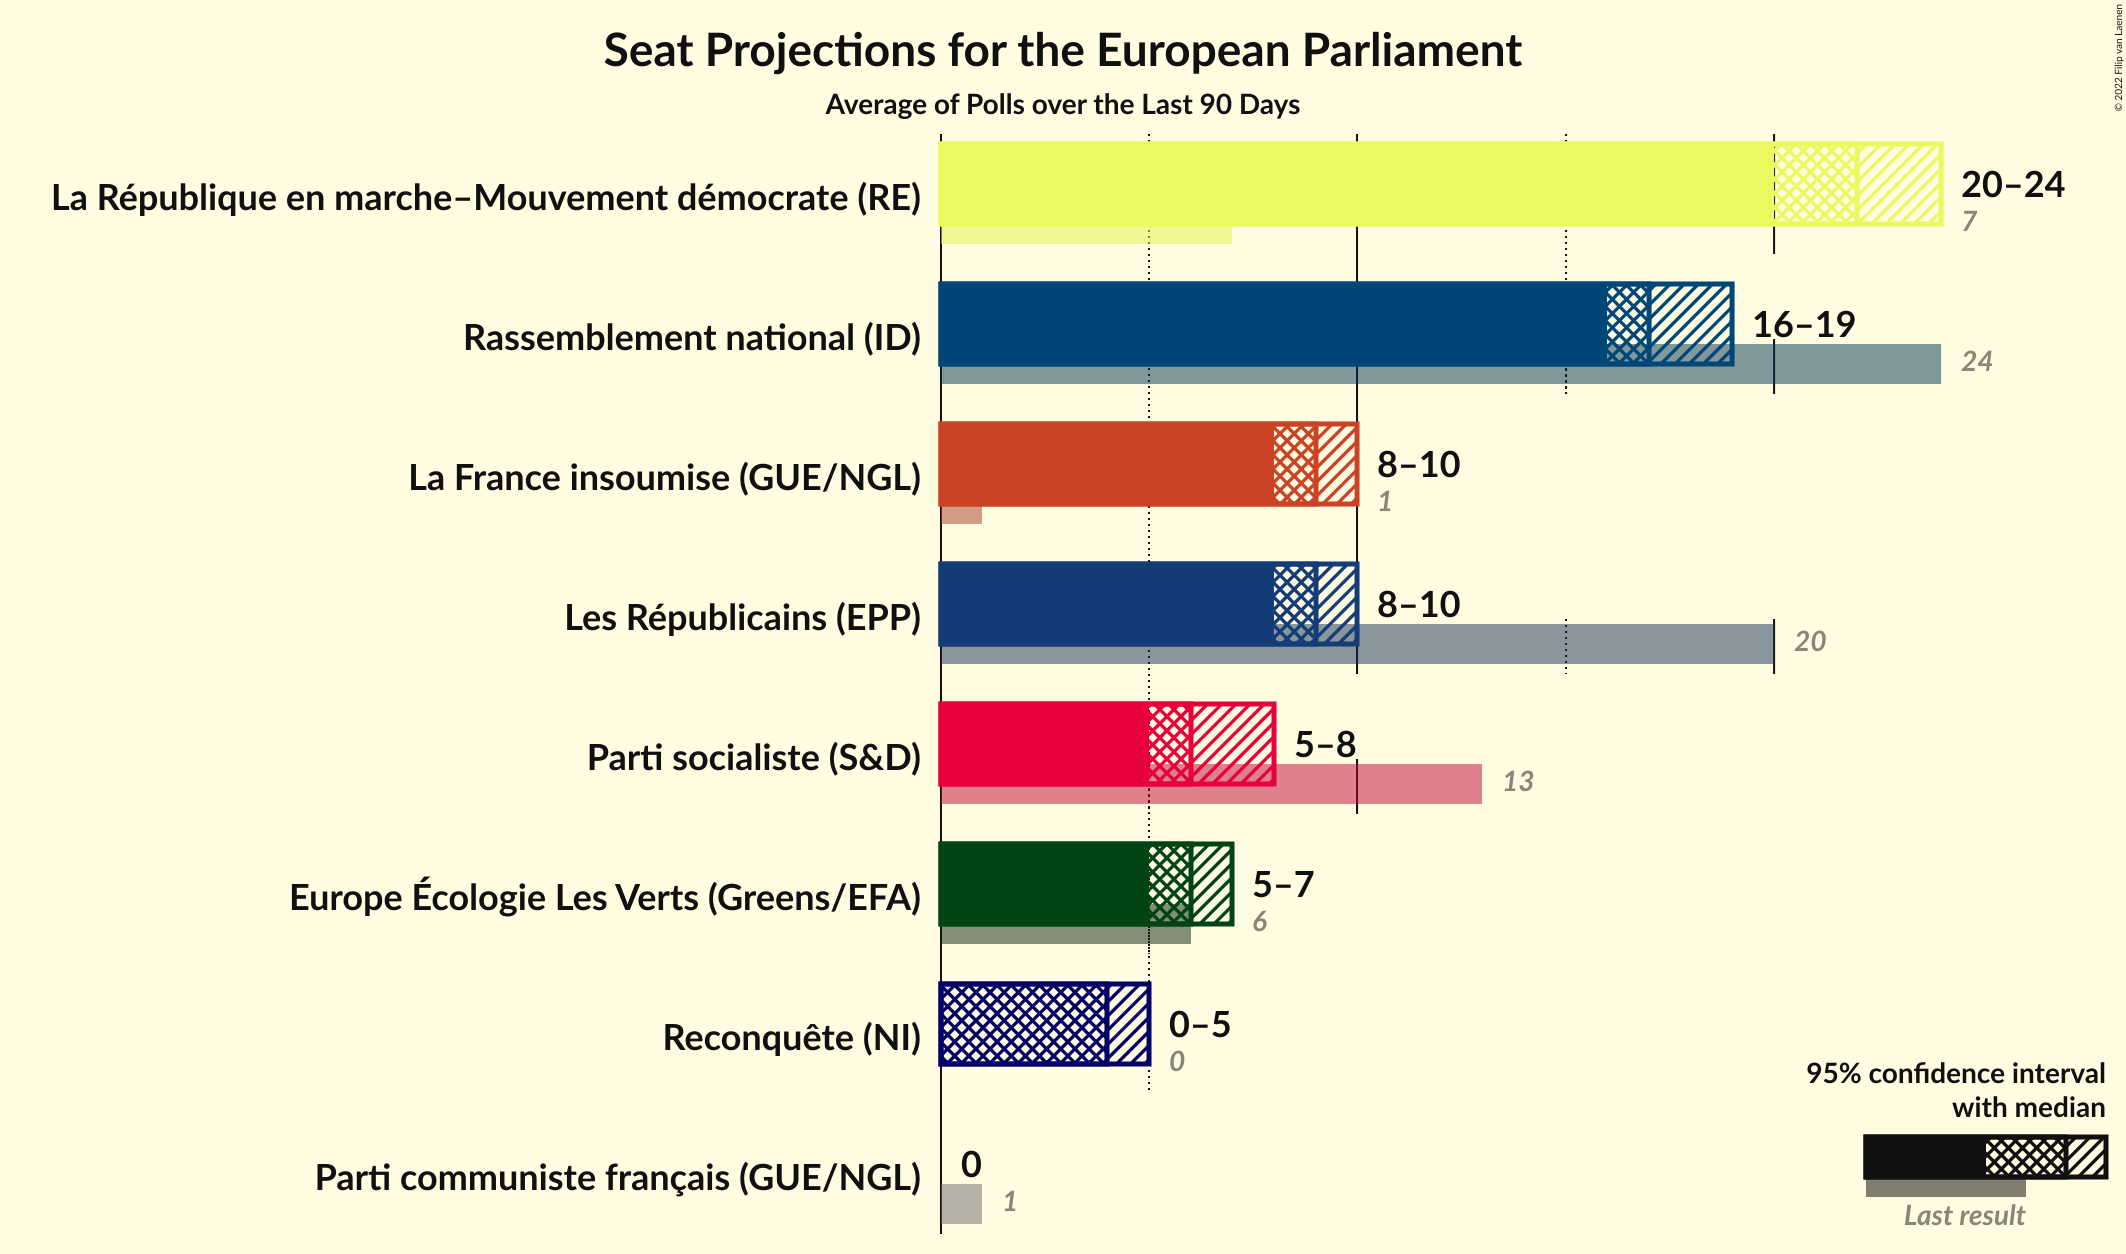 Seat Projections for the European Parliament
Average of Polls over the Last 90 Days
© 2022 Filip van Laenen
La République en marche–Mouvement démocrate (RE)
20–24
7
Rassemblement national (ID)
16–19
24
La France insoumise (GUE/NGL)
8–10
1
Les Républicains (EPP)
8–10
20
Parti socialiste (S&D)
5–8
13
Europe Écologie Les Verts (Greens/EFA)
5–7
6
Reconquête (NI)
0–5
0
Parti communiste français (GUE/NGL)
0
1
95% confidence interval
with median
Last result